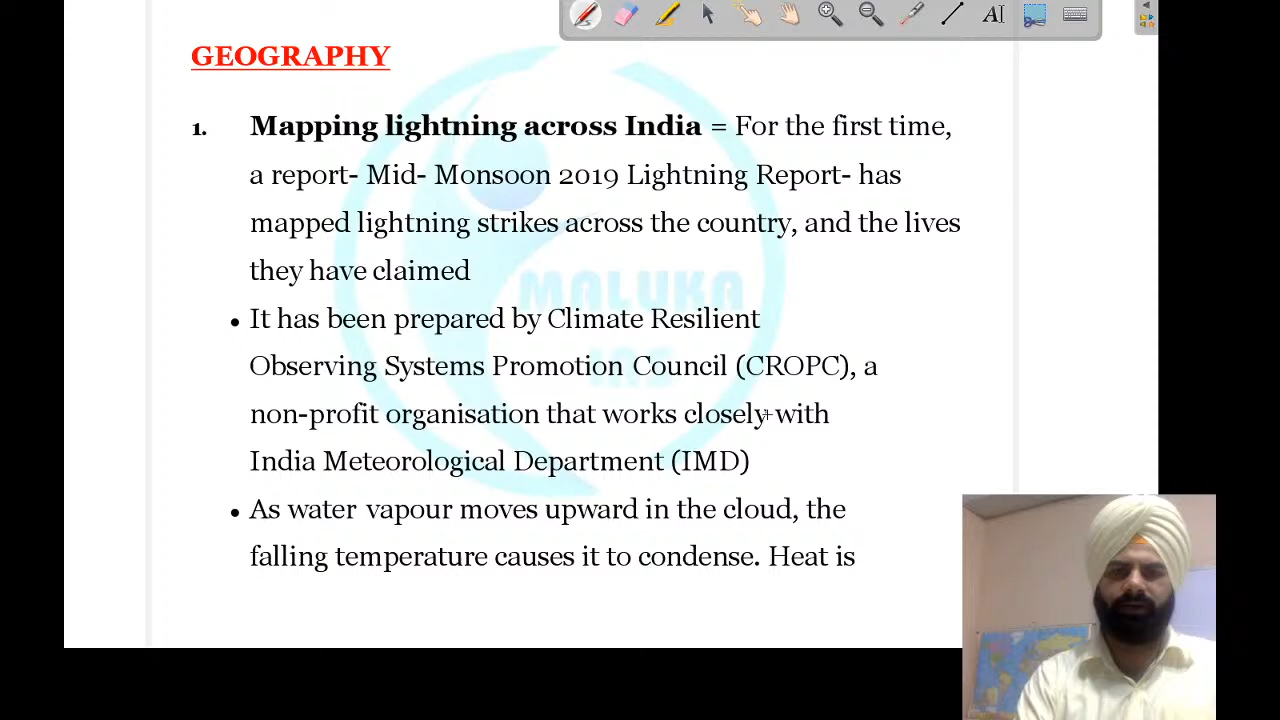 GEOGRAPHY
1. Mapping lightning across India = For the first time,
a report- Mid- Monsoon 2019 Lightning Report- has
mapped lightning strikes across the country, and the lives
they have claimed
• It has been prepared by Climate Resilient
Observing Systems Promotion Council (CROPC), a
non-profit organisation that works closely with
India Meteorological Department (IMD)
• As water vapour moves upward in the cloud, the
falling temperature causes it to condense. Heat is
MALUKA
IAS